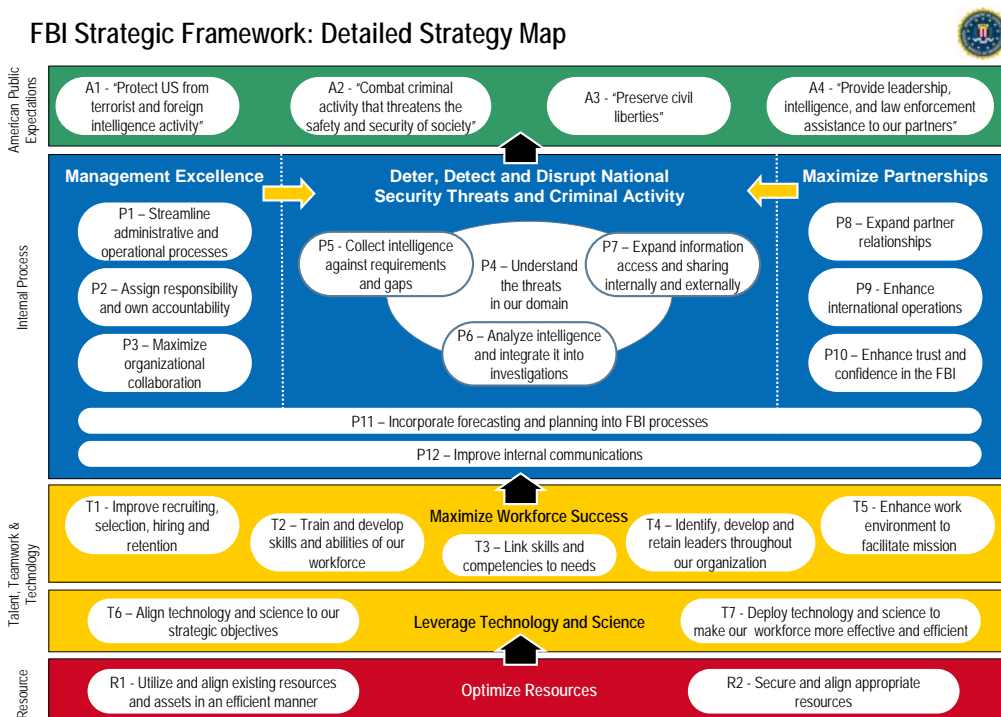 FBI Strategic Framework: Detailed Strategy Map
American Public
Expectations
A1 - “Protect US from
terrorist and foreign
intelligence activity”
A2 - “Combat criminal
activity that threatens the
safety and security of society”
A3 - “Preserve civil
liberties”
A4 - “Provide leadership,
intelligence, and law enforcement
assistance to our partners”
Internal Process
Management Excellence
P1 – Streamline
administrative and
operational processes
P2 – Assign responsibility
and own accountability
P3 – Maximize
organizational
collaboration
Deter, Detect and Disrupt National
Security Threats and Criminal Activity
P5 - Collect intelligence
against requirements
and gaps
P4 – Understand
the threats
in our domain
P7 – Expand information
access and sharing
internally and externally
P6 – Analyze intelligence
and integrate it into
investigations
Maximize Partnerships
P8 – Expand partner
relationships
P9 - Enhance
international operations
P10 – Enhance trust and
confidence in the FBI
P11 – Incorporate forecasting and planning into FBI processes
P12 – Improve internal communications
Talent, Teamwork &
Technology
Maximize Workforce Success
T1 - Improve recruiting,
selection, hiring and
retention
T2 – Train and develop
skills and abilities of our
workforce
T3 – Link skills and
competencies to needs
T4 – Identify, develop and
retain leaders throughout
our organization
T5 – Enhance work
environment to
facilitate mission
T6 – Align technology and science to our
strategic objectives
Leverage Technology and Science
T7 - Deploy technology and science to
make our workforce more effective and efficient
Resource
R1 - Utilize and align existing resources
and assets in an efficient manner
Optimize Resources
R2 – Secure and align appropriate
resources